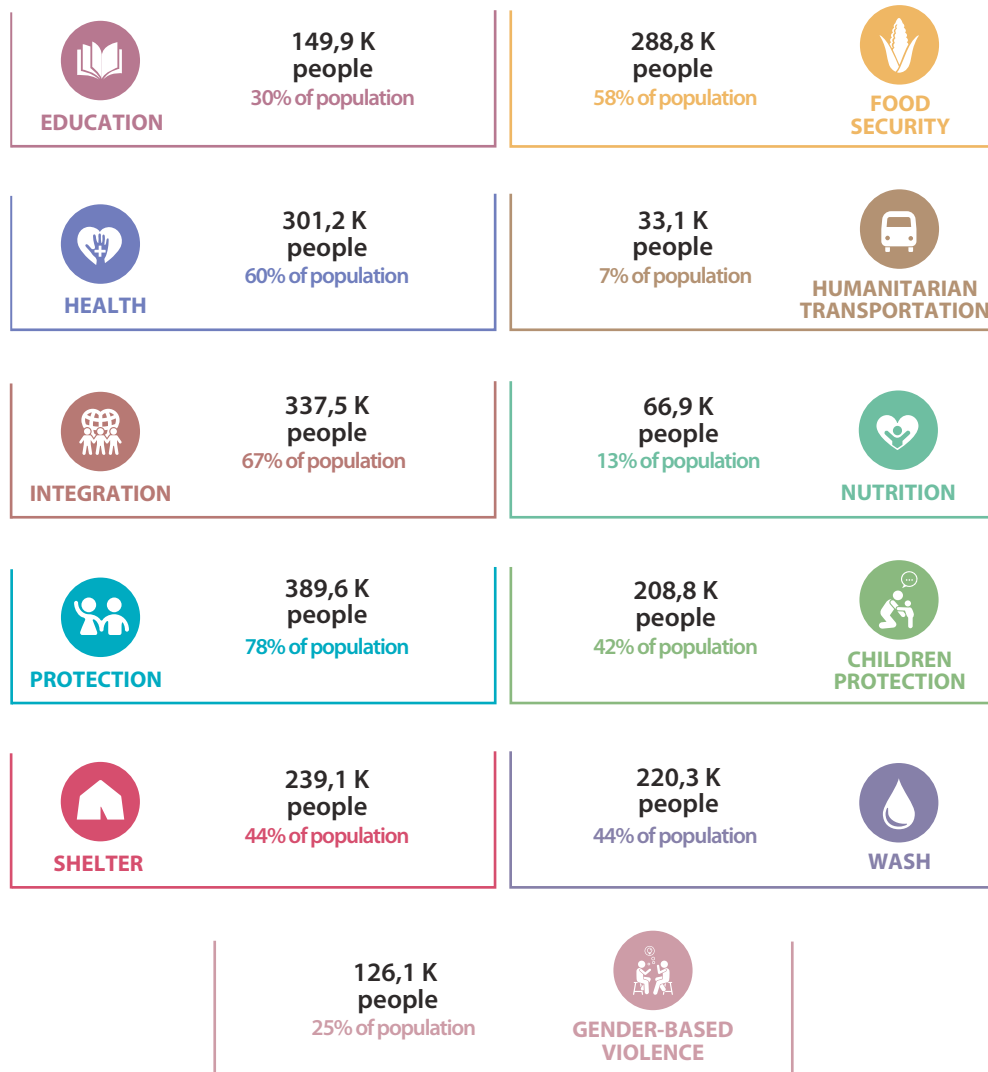 149,9 K
people
30% of population
EDUCATION
288,8 K
people
58% of population
FOOD
SECURITY
301,2 K
people
60% of population
HEALTH
33,1 K
people
7% of population
HUMANITARIAN
TRANSPORTATION
337,5 K
people
67% of population
INTEGRATION
66,9 K
people
13% of population
NUTRITION
389,6 K
people
78% of population
PROTECTION
208,8 K
people
42% of population
CHILDREN
PROTECTION
239,1 K
people
44% of population
SHELTER
220,3 K
people
44% of population
WASH
126,1 K
people
25% of population
GENDER-BASED
VIOLENCE